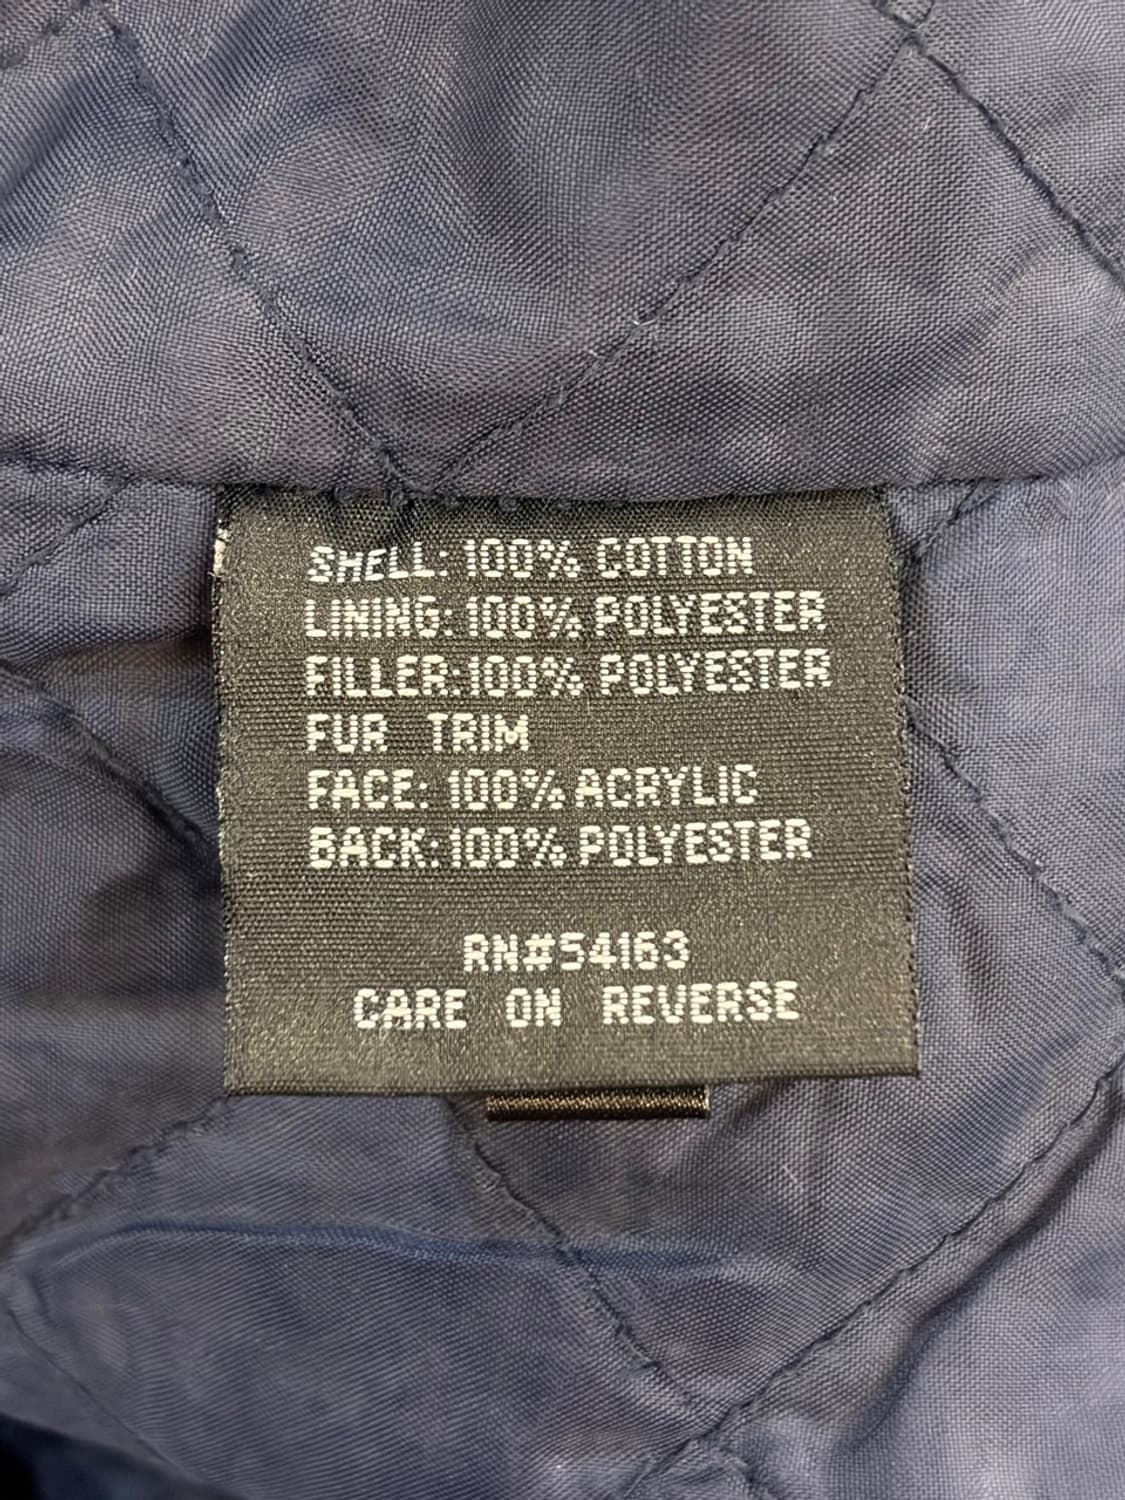 SHELL: 100% COTTON
LINING: 100% POLYESTER
FILLER: 100% POLYESTER
FUR TRIM
FACE: 100% ACRYLIC
BACK: 100% POLYESTER
RN#54163
CARE ON REVERSE